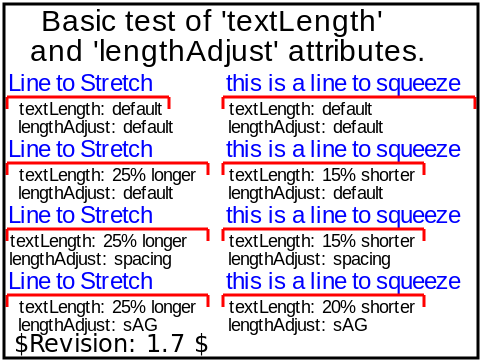 Basic test of 'textLength'
and 'lengthAdjust' attributes.
Line to Stretch this is a line to squeeze
textLength: default textLength: default
lengthAdjust: default lengthAdjust: default
Line to Stretch this is a line to squeeze
textLength: 25% longer textLength: 15% shorter
lengthAdjust: default lengthAdjust: default
Line to Stretch this is a line to squeeze
textLength: 25% longer textLength: 15% shorter
lengthAdjust: spacing lengthAdjust: spacing
Line to Stretch this is a line to squeeze
textLength: 25% longer textLength: 20% shorter
lengthAdjust: sAG lengthAdjust: sAG
$Revision: 1.7 $